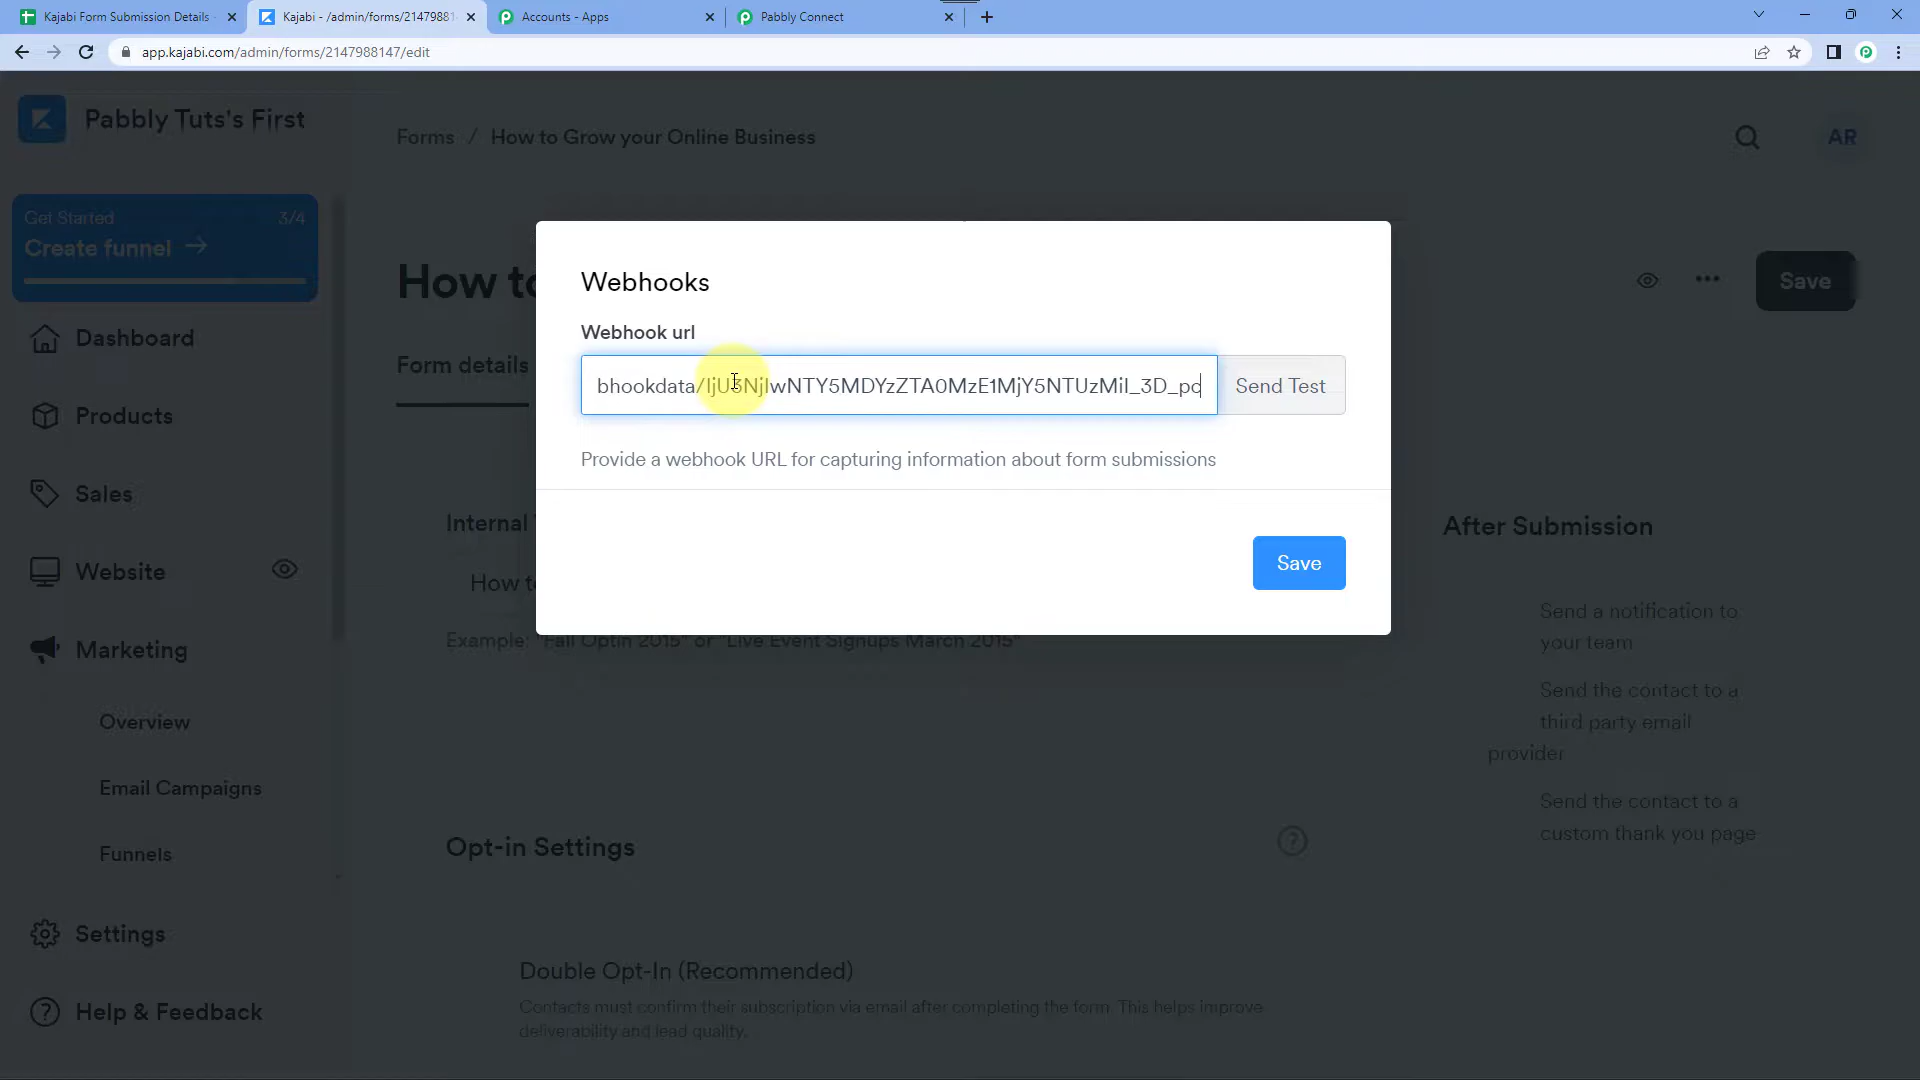 Kajabi Form Submission Details
Kajabi - /admin/forms/21479881
Accounts - Apps
Pabbly Connect
app.kajabi.com/admin/forms/2147988147/edit
Pabbly Tuts's First
Forms / How to Grow your Online Business
AR
Get Started 3/4
Create funnel →
How to
Save
Form details
Webhooks
Webhook url
bhookdata/IjU3NjIwNTY5MDYzZTA0MzE1MjY5NTUzMiI_3D_pc
Send Test
Provide a webhook URL for capturing information about form submissions
Save
Dashboard
Products
Sales
Website
Marketing
Overview
Email Campaigns
Funnels
Settings
Help & Feedback
Internal
How to
Example: "Fall Optin 2015" or "Live Event Signups March 2015"
After Submission
Send a notification to
your team
Send the contact to a
third party email
provider
Send the contact to a
custom thank you page
Opt-in Settings
Double Opt-In (Recommended)
Contacts must confirm their subscription via email after completing the form. This helps improve
deliverability and lead quality.